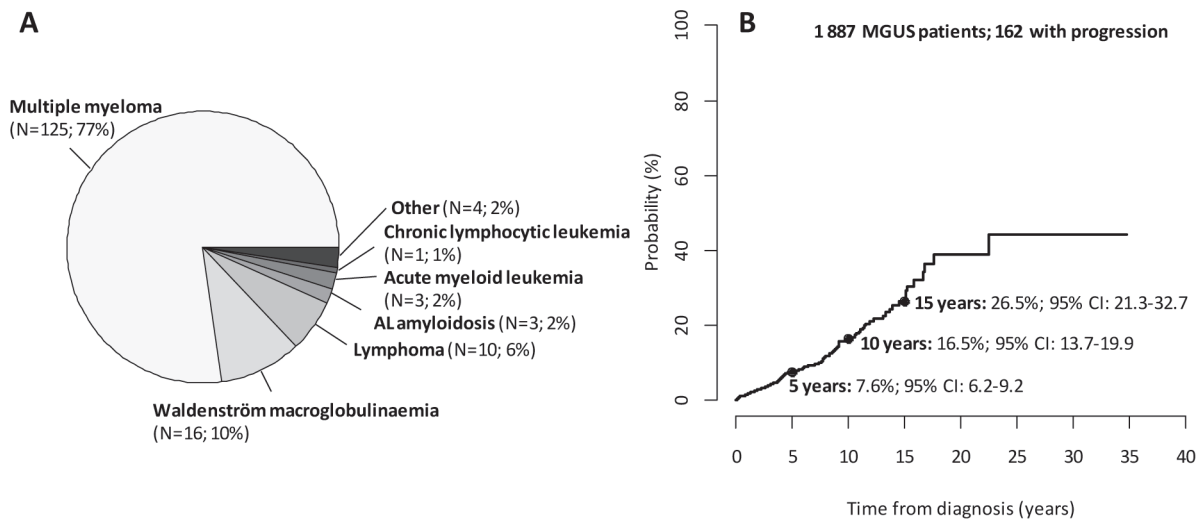 A
Multiple myeloma
(N=125; 77%)
Other (N=4; 2%)
Chronic lymphocytic leukemia
(N=1; 1%)
Acute myeloid leukemia
(N=3; 2%)
AL amyloidosis (N=3; 2%)
Lymphoma (N=10; 6%)
Waldenström macroglobulinaemia
(N=16; 10%)
B
1 887 MGUS patients; 162 with progression
Probability (%)
100
80
60
40
20
0
15 years: 26.5%; 95% CI: 21.3-32.7
10 years: 16.5%; 95% CI: 13.7-19.9
5 years: 7.6%; 95% CI: 6.2-9.2
0 5 10 15 20 25 30 35 40
Time from diagnosis (years)